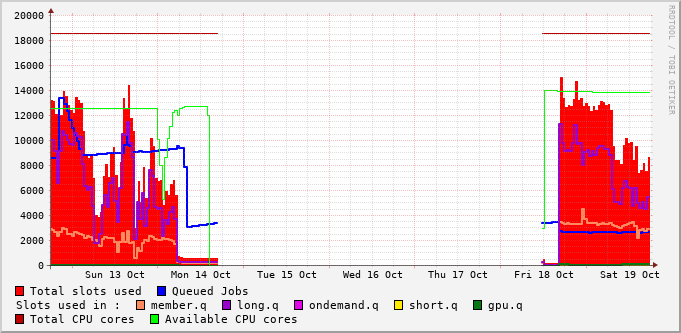 RRDTOOL / TOBI OETIKER
20000
18000
16000
14000
12000
10000
8000
6000
4000
2000
0
Sun 13 Oct Mon 14 Oct Tue 15 Oct Wed 16 Oct Thu 17 Oct Fri 18 Oct Sat 19 Oct
Total slots used Queued Jobs
Slots used in : member.q long.q ondemand.q short.q gpu.q
Total CPU cores Available CPU cores